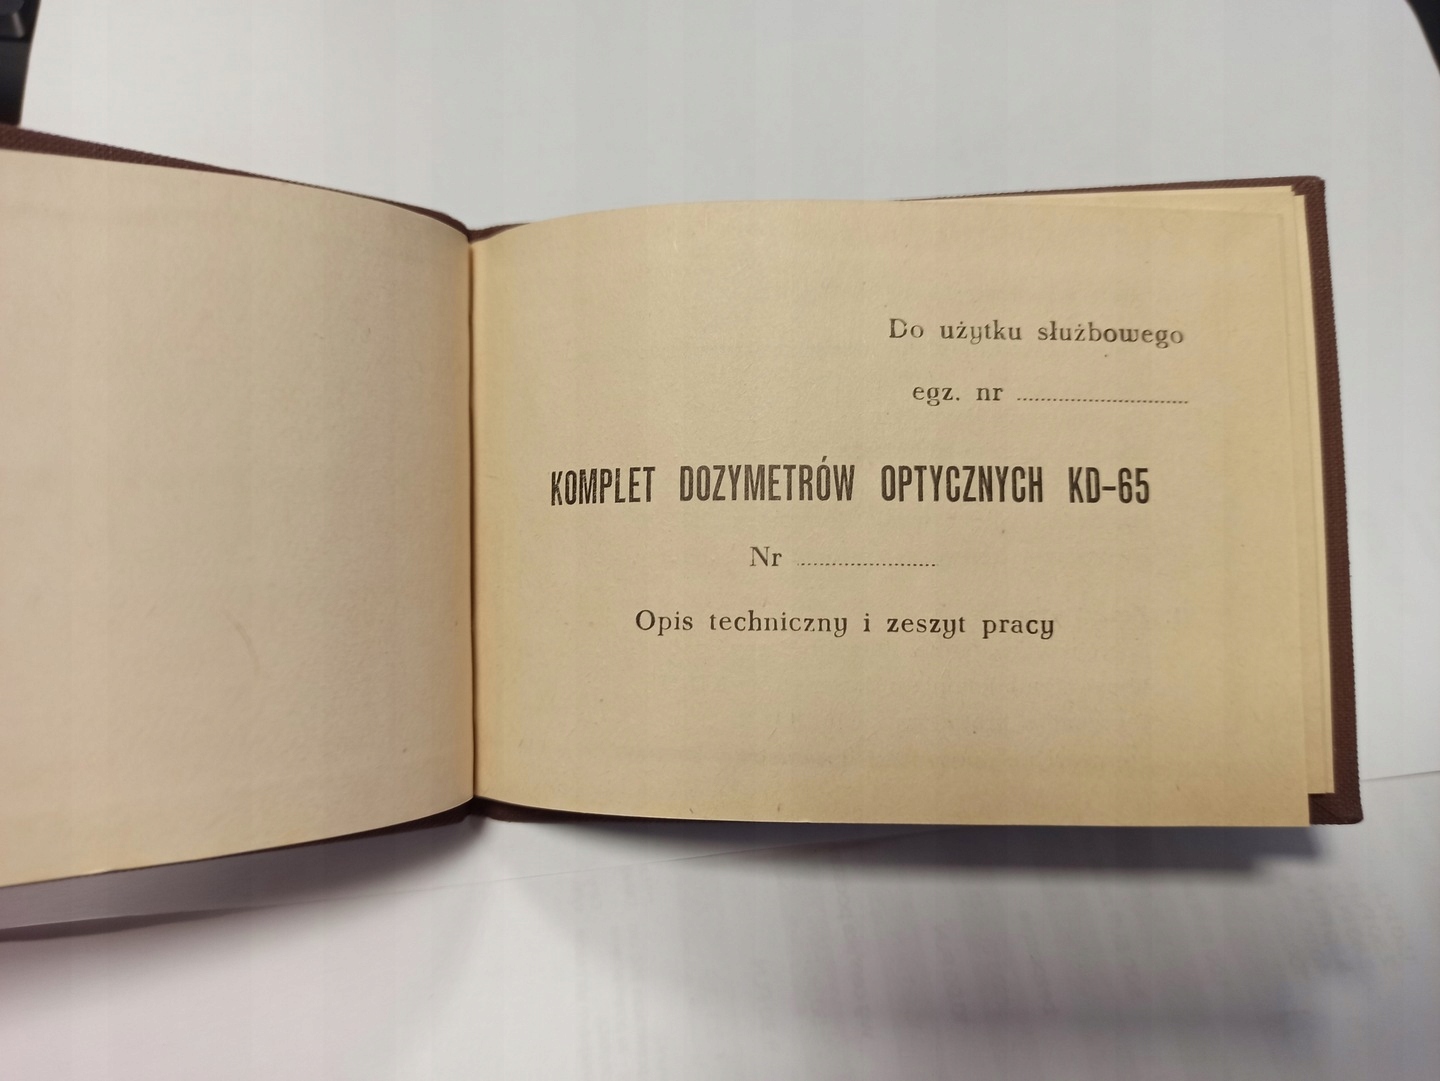 Do użytku służbowego
egz. nr ..............................
KOMPLET DOZYMETRÓW OPTYCZNYCH KD-65
Nr ........................
Opis techniczny i zeszyt pracy